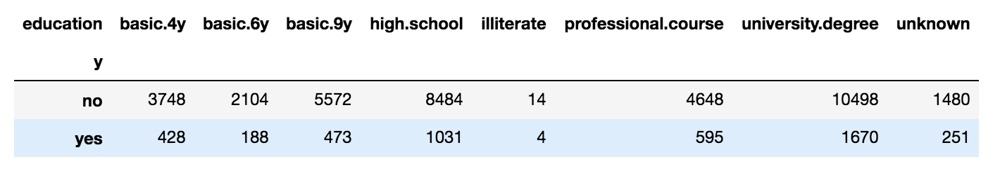 education basic.4y basic.6y basic.9y high.school illiterate professional.course university.degree unknown
y
no 3748 2104 5572 8484 14 4648 10498 1480
yes 428 188 473 1031 4 595 1670 251